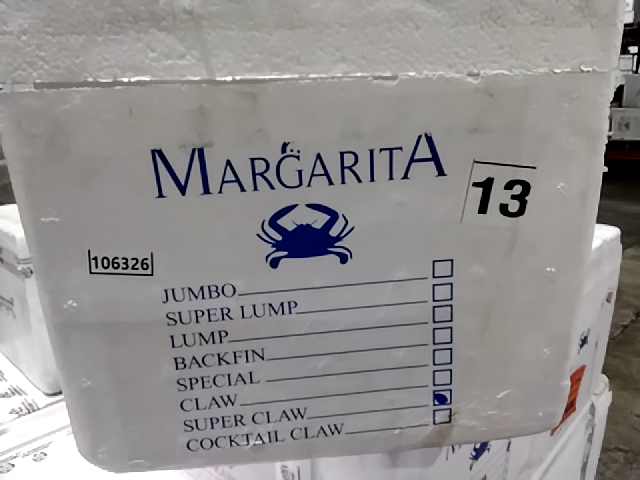 MARGARITA
13
106326
JUMBO
SUPER LUMP
LUMP
BACKFIN
SPECIAL
CLAW
SUPER CLAW
COCKTAIL CLAW